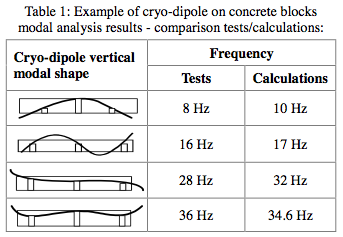 Table 1: Example of cryo-dipole on concrete blocks
modal analysis results - comparison tests/calculations:
Cryo-dipole vertical
modal shape
Frequency
Tests Calculations
8 Hz 10 Hz
16 Hz 17 Hz
28 Hz 32 Hz
36 Hz 34.6 Hz